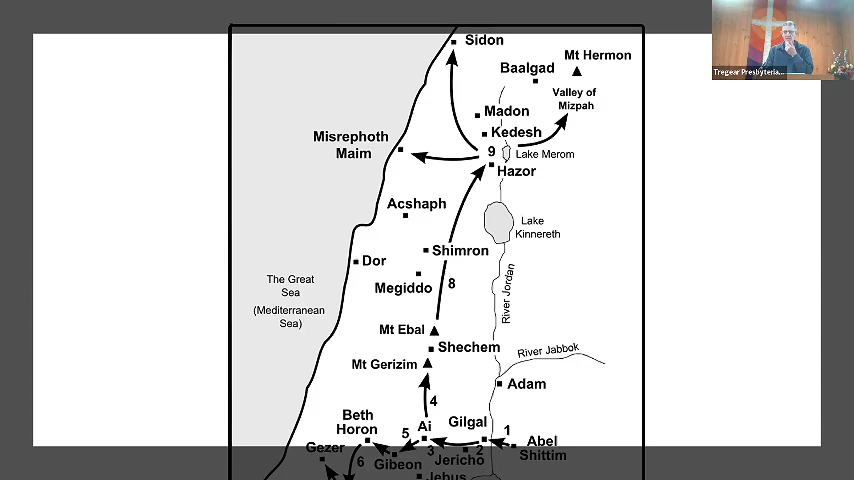 Sidon
Mt Hermon
Baalgad
Valley of
Mizpah
Madon
Kedesh
Misrephoth
Maim
9
Lake Merom
Hazor
Acshaph
Lake
Kinnereth
Shimron
Dor
The Great
Sea
(Mediterranean
Sea)
Megiddo
8
River Jordan
Mt Ebal
Shechem
River Jabbok
Mt Gerizim
Adam
4
Beth
Horon
5
Ai
Gilgal
1
Abel
Shittim
Gezer
6
Gibeon
3
Jericho
2
Jebus
Tregear Presbyteria...